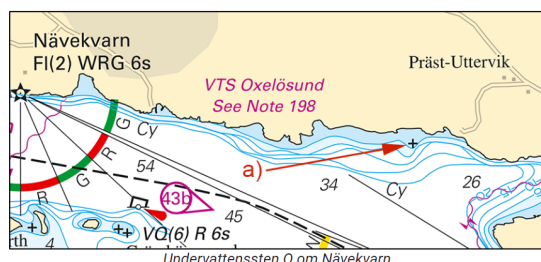 Nävekvarn
Fl(2) WRG 6s
Präst-Uttervik
VTS Oxelösund
See Note 198
G
Cy
R
54
a)
G
34
26
R
43b
45
Cy
rth
4
VQ(6) R 6s
Undervattenssten O om Nävekvarn